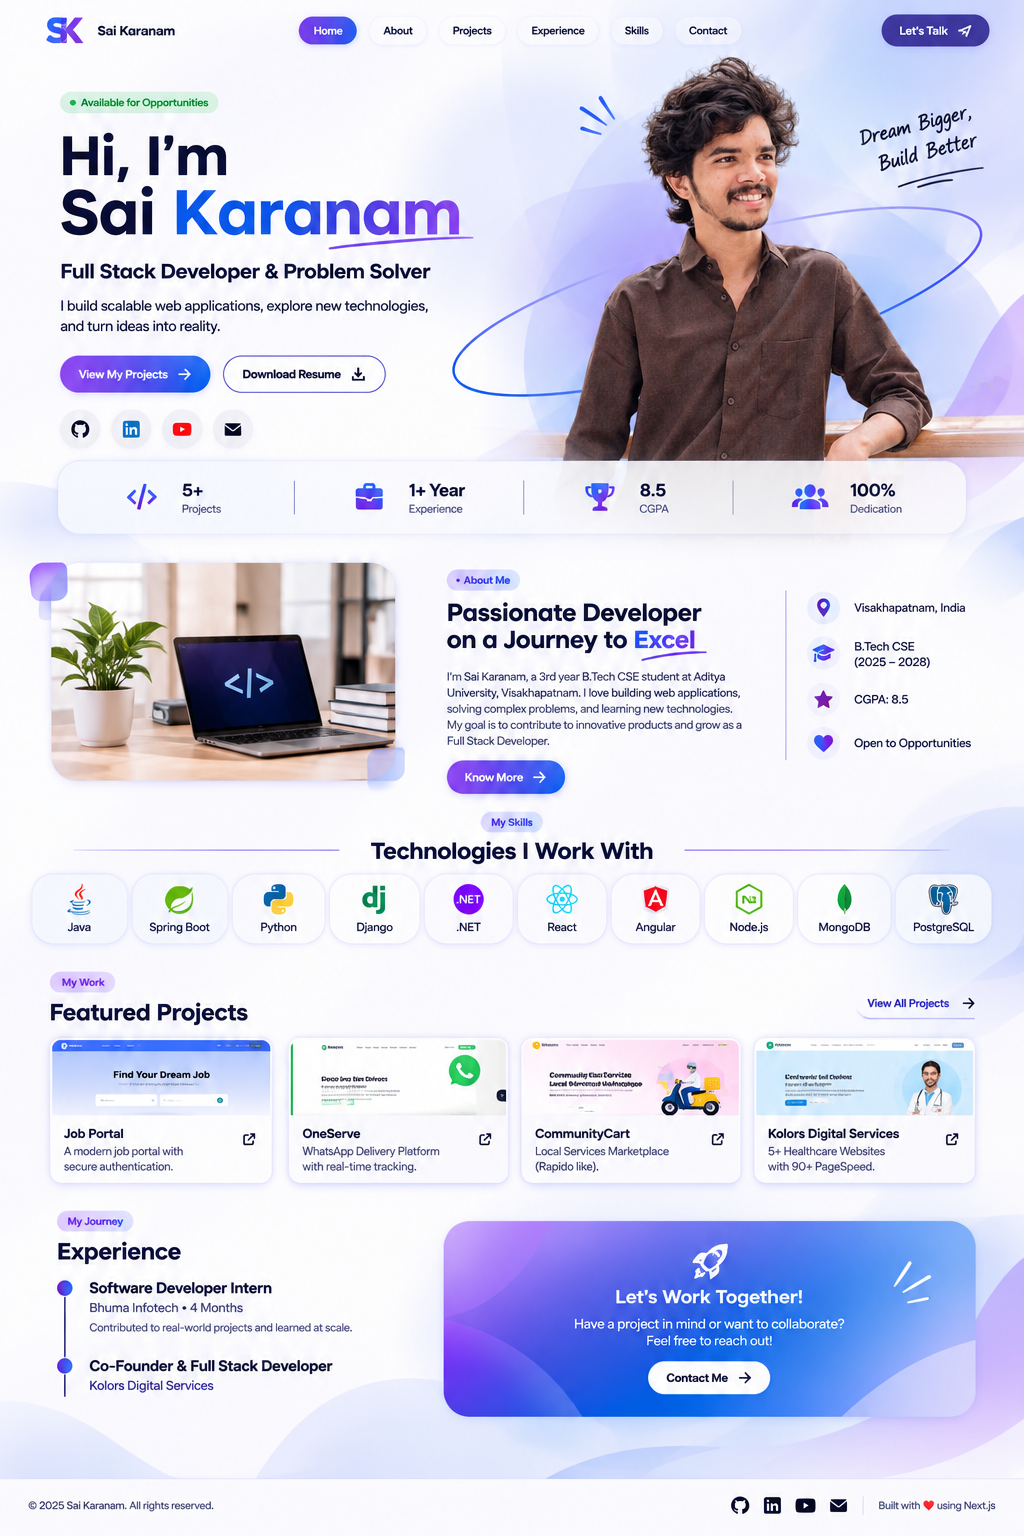 SK
Sai Karanam
Home
About
Projects
Experience
Skills
Contact
Let's Talk
Available for Opportunities
Hi, I'm
Sai Karanam
Full Stack Developer & Problem Solver
I build scalable web applications, explore new technologies,
and turn ideas into reality.
View My Projects
Download Resume
Dream Bigger,
Build Better
5+
Projects
1+ Year
Experience
8.5
CGPA
100%
Dedication
</>
• About Me
Passionate Developer
on a Journey to Excel
I'm Sai Karanam, a 3rd year B.Tech CSE student at Aditya
University, Visakhapatnam. I love building web applications,
solving complex problems, and learning new technologies.
My goal is to contribute to innovative products and grow as a
Full Stack Developer.
Know More
Visakhapatnam, India
B.Tech CSE
(2025 – 2028)
CGPA: 8.5
Open to Opportunities
My Skills
Technologies I Work With
Java
Spring Boot
Python
dj
Django
.NET
.NET
React
Angular
Node.js
MongoDB
PostgreSQL
My Work
Featured Projects
View All Projects
Find Your Dream Job
Job Portal
A modern job portal with
secure authentication.
OneServe
WhatsApp Delivery Platform
with real-time tracking.
CommunityCart
Local Services Marketplace
(Rapido like).
Kolors Digital Services
5+ Healthcare Websites
with 90+ PageSpeed.
My Journey
Experience
Software Developer Intern
Bhuma Infotech • 4 Months
Contributed to real-world projects and learned at scale.
Co-Founder & Full Stack Developer
Kolors Digital Services
Let's Work Together!
Have a project in mind or want to collaborate?
Feel free to reach out!
Contact Me
© 2025 Sai Karanam. All rights reserved.
Built with ❤️ using Next.js